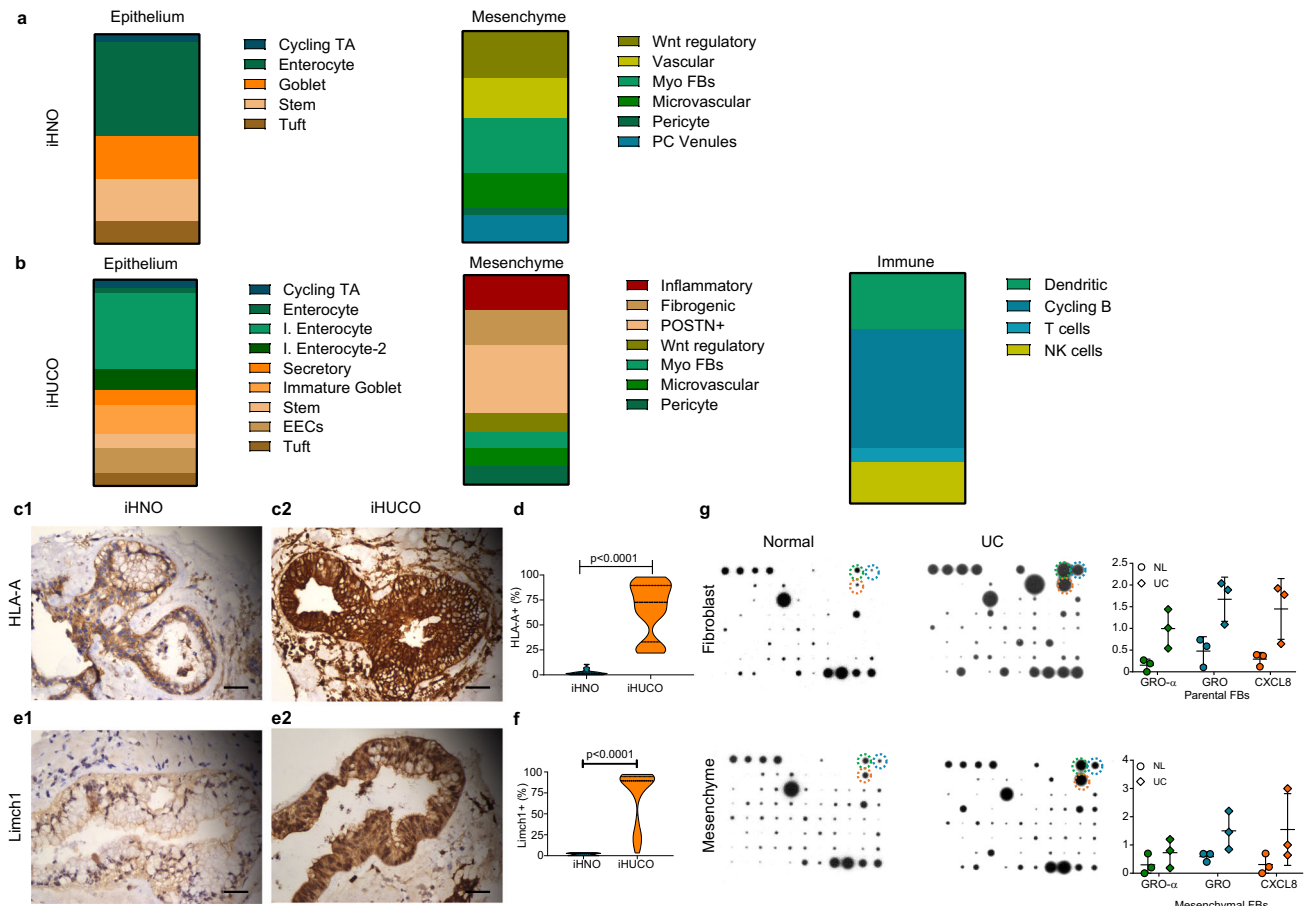 a
Epithelium
Mesenchyme
iHNO
Cycling TA
Enterocyte
Goblet
Stem
Tuft
Wnt regulatory
Vascular
Myo FBs
Microvascular
Pericyte
PC Venules
b
Epithelium
Mesenchyme
Immune
iHUCO
Cycling TA
Enterocyte
I. Enterocyte
I. Enterocyte-2
Secretory
Immature Goblet
Stem
EECs
Tuft
Inflammatory
Fibrogenic
POSTN+
Wnt regulatory
Myo FBs
Microvascular
Pericyte
Dendritic
Cycling B
T cells
NK cells
c1
iHNO
c2
iHUCO
HLA-A
d
p<0.0001
HLA-A+ (%)
100
75
50
25
0
iHNO
iHUCO
e1
e2
Limch1
f
p<0.0001
Limch1+ (%)
100
75
50
25
0
iHNO
iHUCO
g
Normal
UC
Fibroblast
2.5
2.0
1.5
1.0
0.5
0.0
NL
UC
GRO-α
GRO
CXCL8
Parental FBs
Mesenchyme
4
3
2
1
0
NL
UC
GRO-α
GRO
CXCL8
Mesenchymal FBs